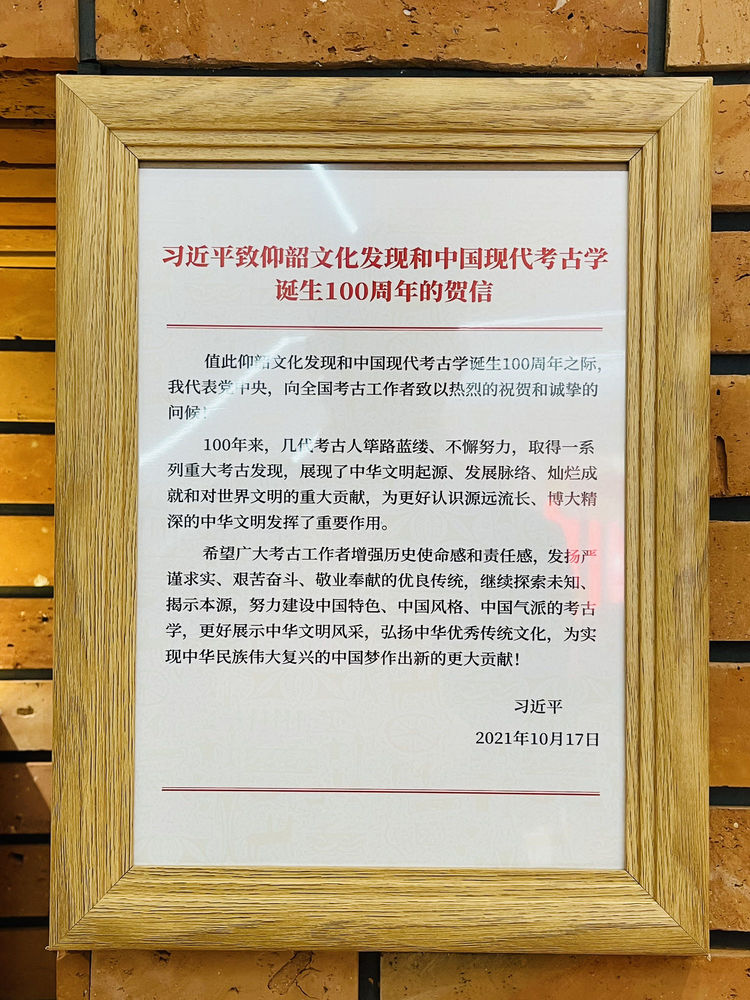 习近平致仰韶文化发现和中国现代考古学
诞生100周年的贺信
值此仰韶文化发现和中国现代考古学诞生100周年之际，
我代表党中央，向全国考古工作者致以热烈的祝贺和诚挚的
问候！
100年来，几代考古人筚路蓝缕、不懈努力，取得一系
列重大考古发现，展现了中华文明起源、发展脉络、灿烂成
就和对世界文明的重大贡献，为更好认识源远流长、博大精
深的中华文明发挥了重要作用。
希望广大考古工作者增强历史使命感和责任感，发扬严
谨求实、艰苦奋斗、敬业奉献的优良传统，继续探索未知、
揭示本源，努力建设中国特色、中国风格、中国气派的考古
学，更好展示中华文明风采，弘扬中华优秀传统文化，为实
现中华民族伟大复兴的中国梦作出新的更大贡献！
习近平
2021年10月17日